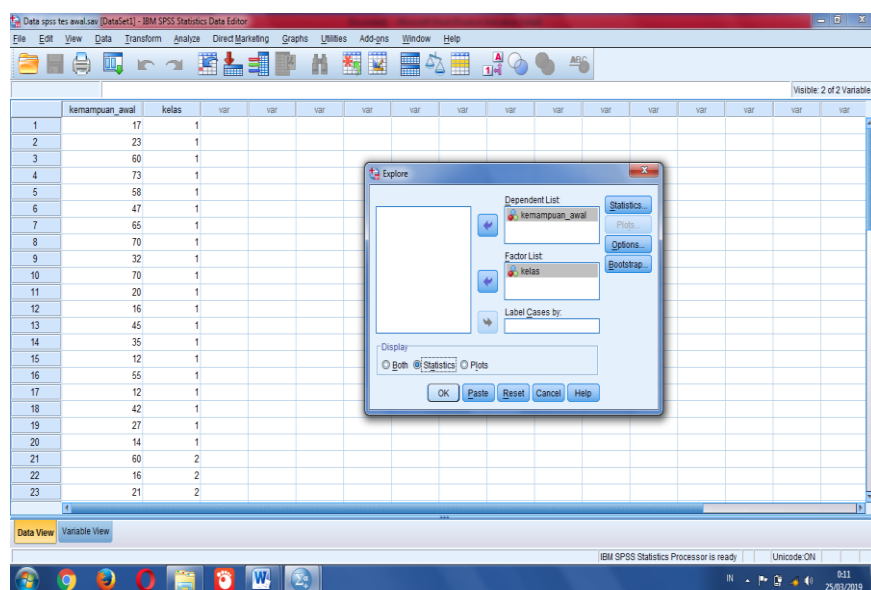 Data spss tes awal.sav [DataSet1] - IBM SPSS Statistics Data Editor
File Edit View Data Transform Analyze Direct Marketing Graphs Utilities Add-ons Window Help
Visible: 2 of 2 Variable
kemampuan_awal kelas var var var var var var var var var var var var var
1 17 1
2 23 1
3 60 1
4 73 1
5 58 1
6 47 1
7 65 1
8 70 1
9 32 1
10 70 1
11 20 1
12 16 1
13 45 1
14 35 1
15 12 1
16 55 1
17 12 1
18 42 1
19 27 1
20 14 1
21 60 2
22 16 2
23 21 2
Explore
Dependent List:
kemampuan_awal
Factor List:
kelas
Label Cases by:
Statistics...
Plots...
Options...
Bootstrap...
Display
Both Statistics Plots
OK Paste Reset Cancel Help
Data View Variable View
IBM SPSS Statistics Processor is ready Unicode:ON
IN 0:11
25/03/2019